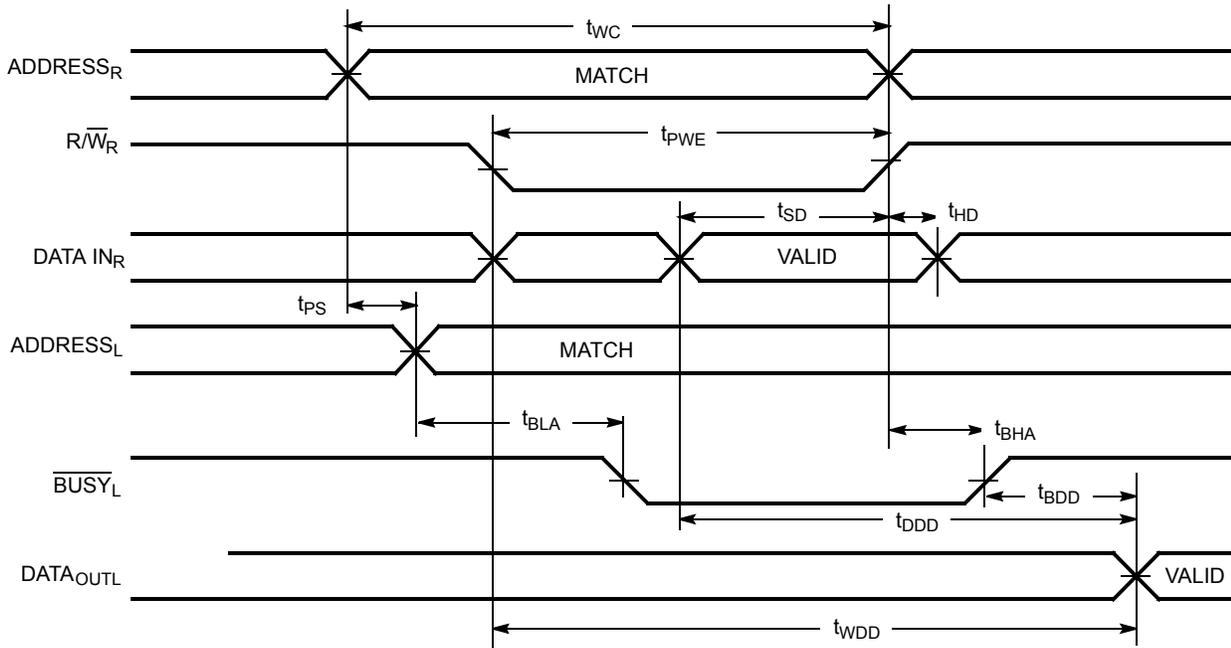 tWC
ADDRESSR
MATCH
R/W̅R
tPWE
tSD
tHD
DATA INR
VALID
tPS
ADDRESSL
MATCH
tBLA
tBHA
BUSYL
tBDD
tDDD
DATAOUTL
VALID
tWDD